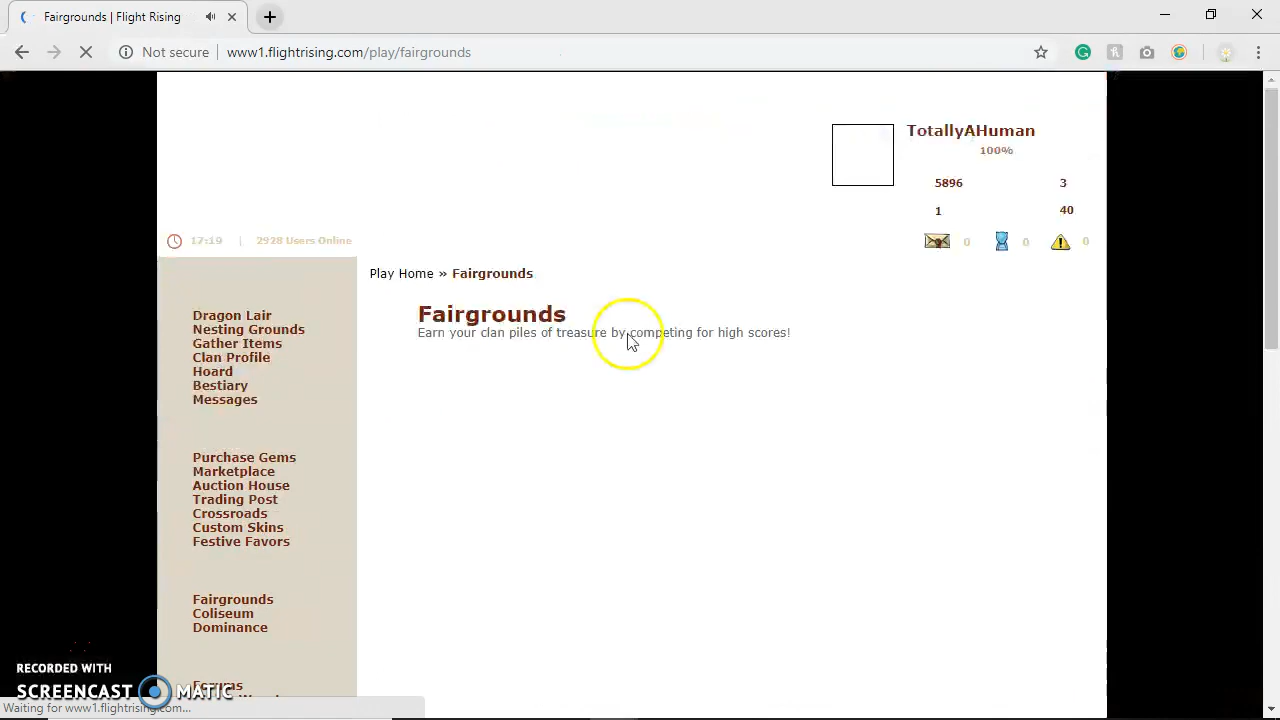 Fairgrounds | Flight Rising
Not secure www1.flightrising.com/play/fairgrounds
TotallyAHuman
100%
5896 3
1 40
17:19 | 2928 Users Online 0 0 0
Play Home » Fairgrounds
Fairgrounds
Earn your clan piles of treasure by competing for high scores!
Dragon Lair
Nesting Grounds
Gather Items
Clan Profile
Hoard
Bestiary
Messages
Purchase Gems
Marketplace
Auction House
Trading Post
Crossroads
Custom Skins
Festive Favors
Fairgrounds
Coliseum
Dominance
Forums
RECORDED WITH
SCREENCAST MATIC
Waiting for www1.flightrising.com...